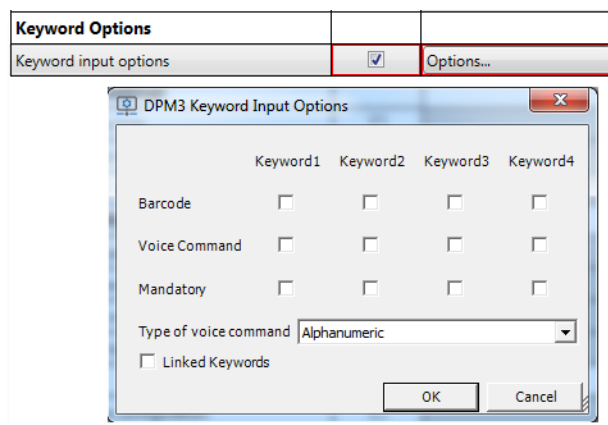 Keyword Options
Keyword input options Options...
DPM3 Keyword Input Options
Keyword1 Keyword2 Keyword3 Keyword4
Barcode
Voice Command
Mandatory
Type of voice command Alphanumeric
Linked Keywords
OK Cancel